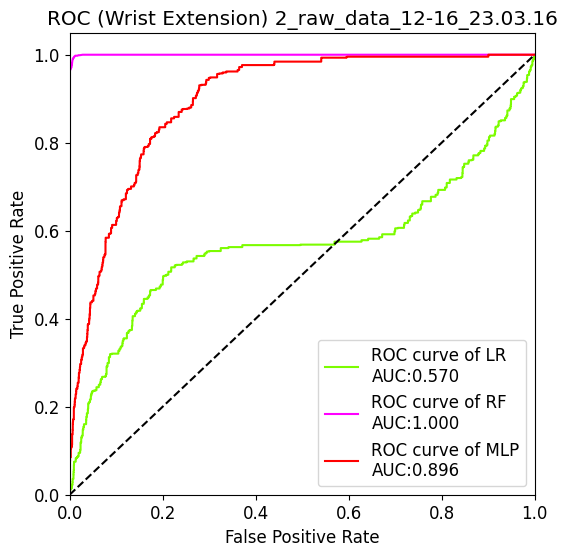 ROC (Wrist Extension) 2_raw_data_12-16_23.03.16
True Positive Rate
1.0
0.8
0.6
0.4
0.2
0.0
ROC curve of LR
AUC:0.570
ROC curve of RF
AUC:1.000
ROC curve of MLP
AUC:0.896
0.0 0.2 0.4 0.6 0.8 1.0
False Positive Rate